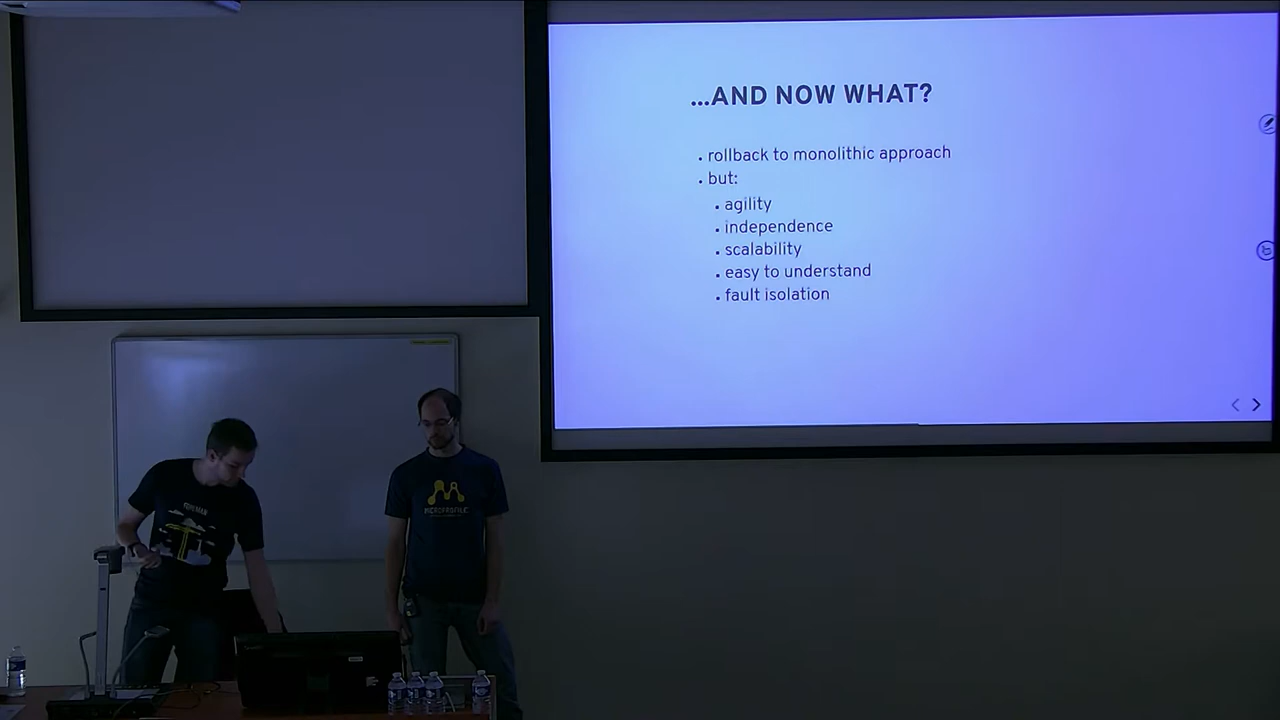 ...AND NOW WHAT?
. rollback to monolithic approach
. but:
. agility
. independence
. scalability
. easy to understand
. fault isolation
MICROPROFILE